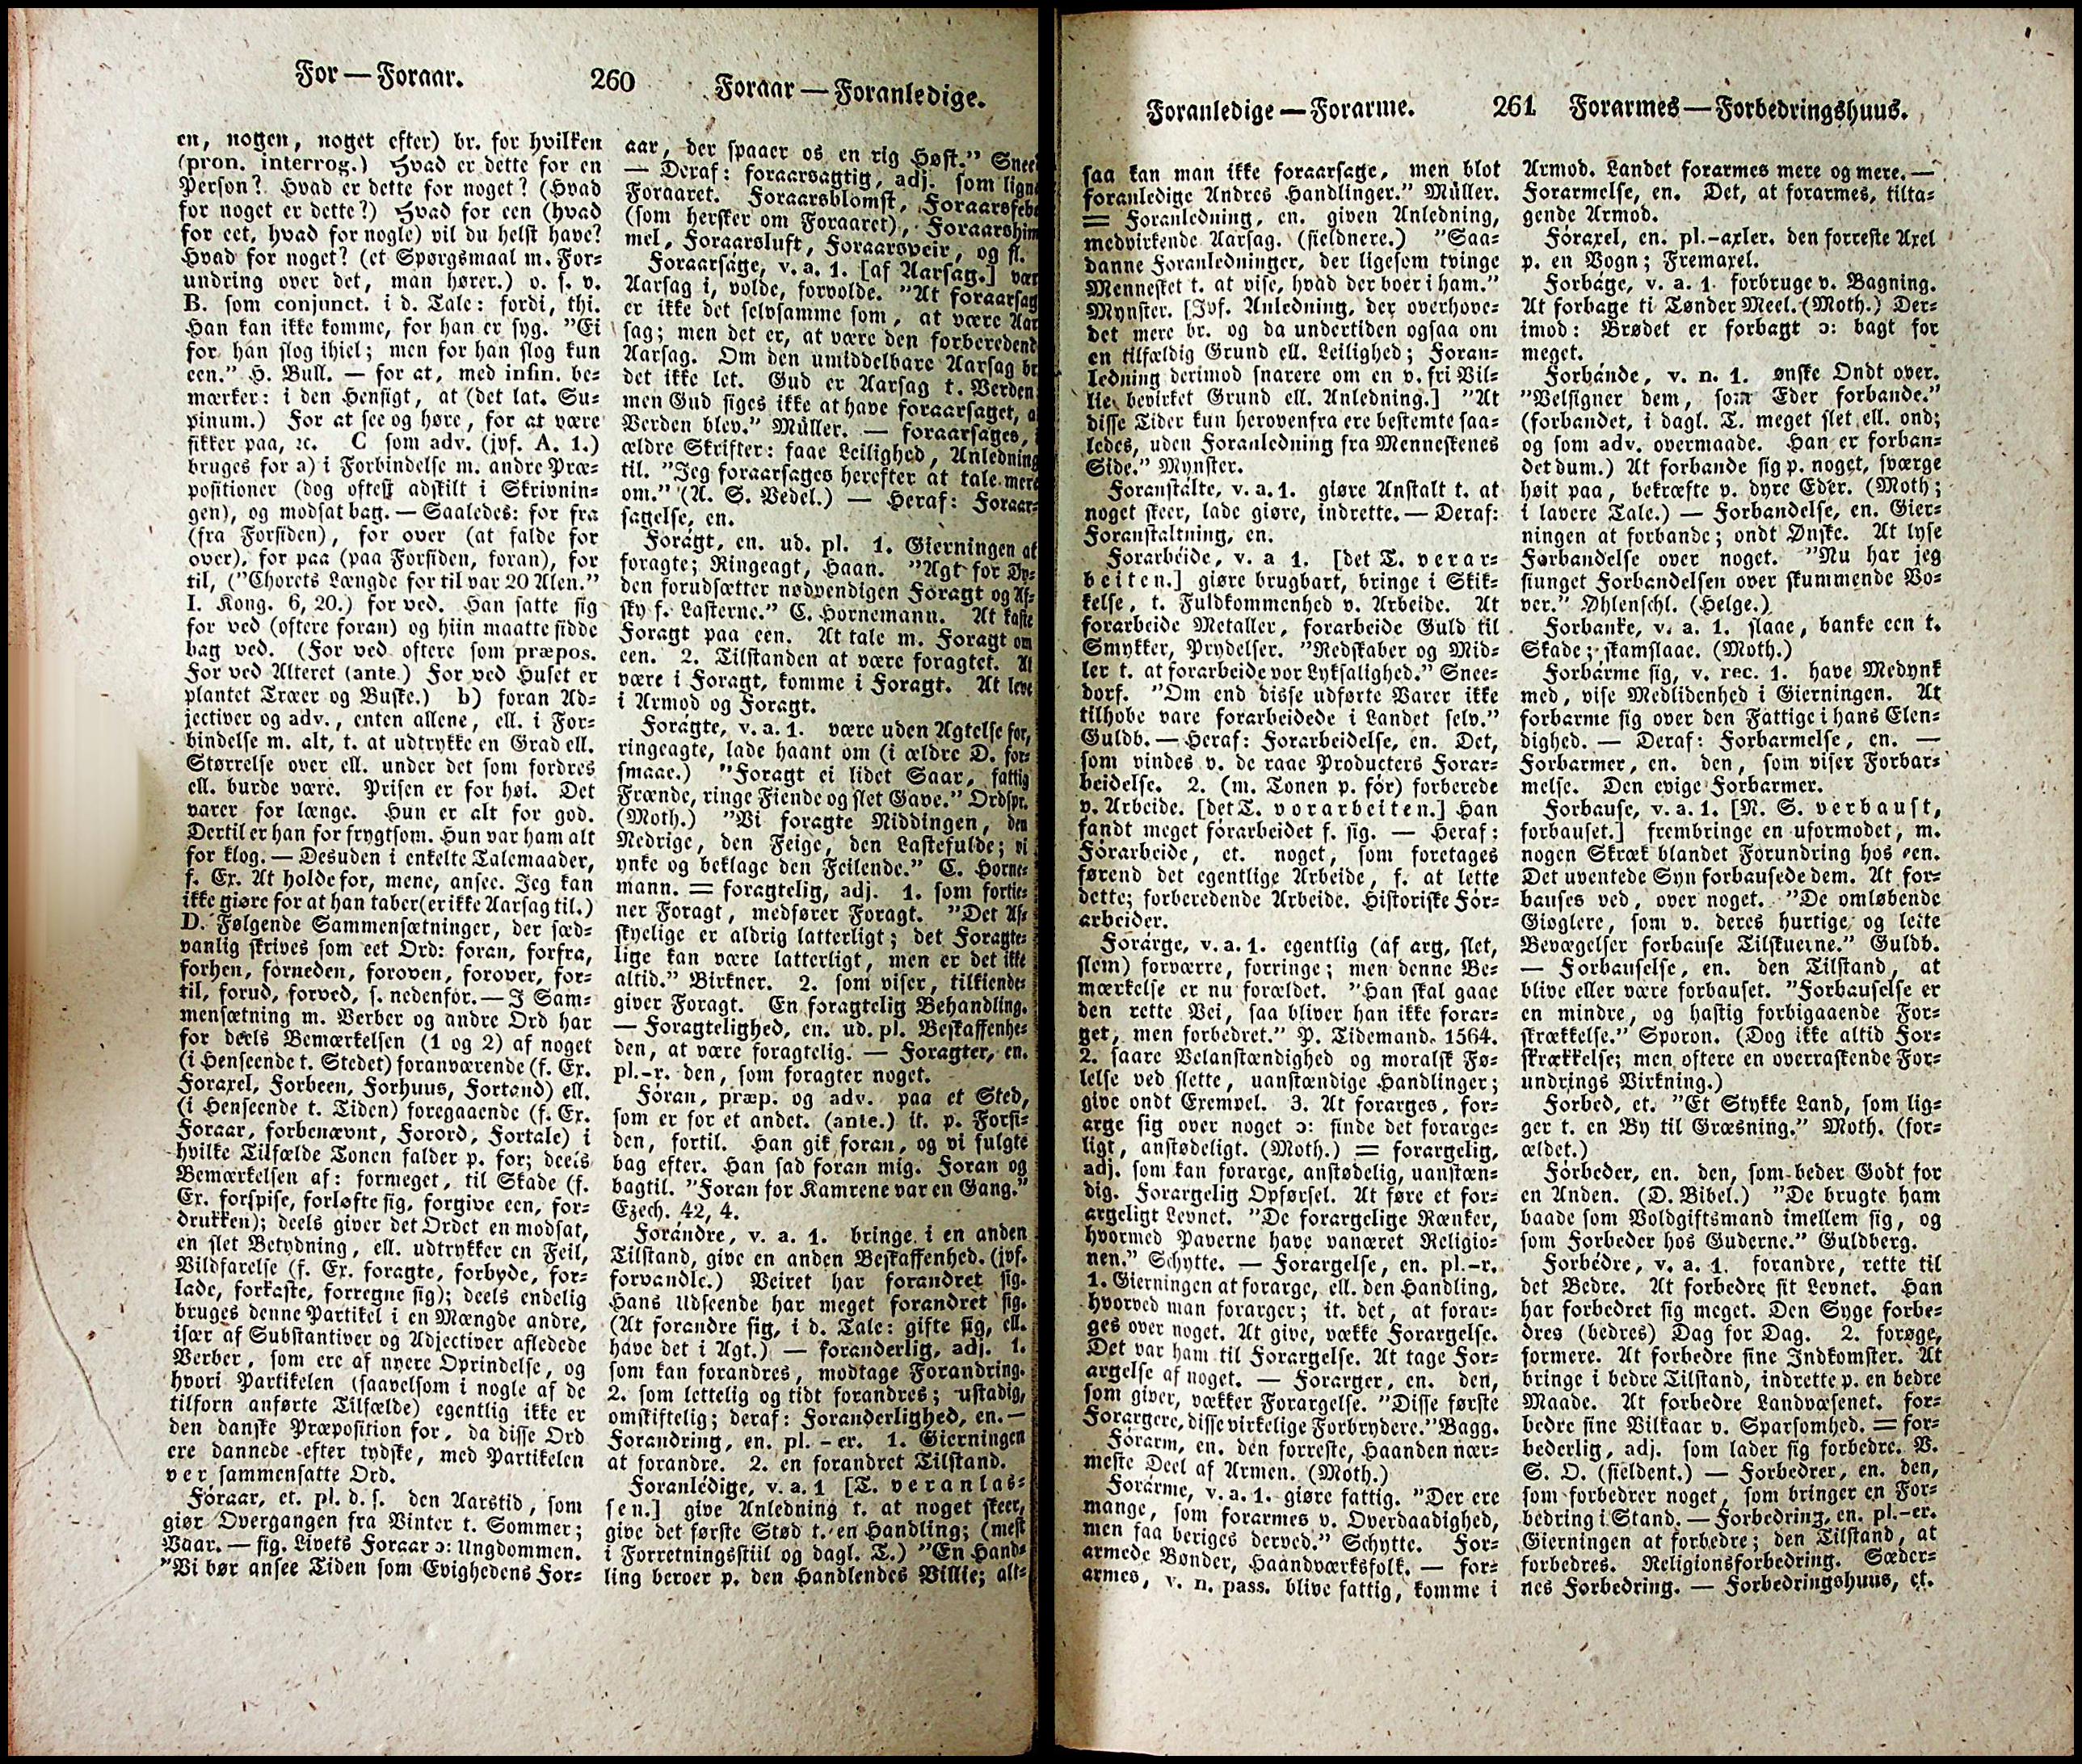 For — Foraar.
260
Foraar — Foranledige.
en, nogen, noget efter) br. for hvilken
(pron. interrog.) Hvad er dette for en
Person? Hvad er dette for noget? (Hvad
for noget er dette?) Hvad for een (hvad
for eet, hvad for nogle) vil du helst have?
Hvad for noget? (et Spørgsmaal m. For-
undring over det, man hører.) o. s. v.
B. som conjunct. i d. Tale: fordi, thi.
Han kan ikke komme, for han er syg. "Ei
for han slog ihiel; men for han slog kun
een." H. Bull. — for at, med infin. be-
mærker: i den Hensigt, at (det lat. Su-
pinum.) For at see og høre, for at være
sikker paa, ꝛc. C som adv. (jvf. A. 1.)
bruges for a) i Forbindelse m. andre Præ-
positioner (dog oftest adskilt i Skrivnin-
gen), og modsat bag. — Saaledes: for fra
(fra Forsiden), for over (at falde for
over), for paa (paa Forsiden, foran), for
til, ("Chorets Længde for til var 20 Alen."
I. Kong. 6, 20.) for ved. Han satte sig
for ved (oftere foran) og hiin maatte sidde
bag ved. (For ved oftere som præpos.
For ved Alteret (ante.) For ved Huset er
plantet Træer og Buske.) b) foran Ad-
jectiver og adv., enten allene, ell. i For-
bindelse m. alt, t. at udtrykke en Grad ell.
Størrelse over ell. under det som fordres
ell. burde være. Prisen er for høi. Det
varer for længe. Hun er alt for god.
Dertil er han for frygtsom. Hun var ham alt
for klog. — Desuden i enkelte Talemaader,
f. Ex. At holde for, mene, ansee. Jeg kan
ikke giøre for at han taber (er ikke Aarsag til.)
D. Følgende Sammensætninger, der sæd-
vanlig skrives som eet Ord: foran, forfra,
forhen, forneden, foroven, forover, for-
til, forud, forved, s. nedenfór. — I Sam-
mensætning m. Verber og andre Ord har
for deels Bemærkelsen (1 og 2) af noget
(i Henseende t. Stedet) foranværende (f. Ex.
Foraxel, Forbeen, Forhuus, Fortand) ell.
(i Henseende t. Tiden) foregaaende (f. Ex.
Foraar, forbenævnt, Forord, Fortale) i
hvilke Tilfælde Tonen falder p. for; deels
Bemærkelsen af: formeget, til Skade (f.
Ex. forspise, forløfte sig, forgive een, for-
drukken); deels giver det Ordet en modsat,
en slet Betydning, ell. udtrykker en Feil,
Vildfarelse (f. Ex. foragte, forbyde, for-
lade, forkaste, forregne sig); deels endelig
bruges denne Partikel i en Mængde andre,
især af Substantiver og Adjectiver afledede
Verber, som ere af nyere Oprindelse, og
hvori Partikelen (saavelsom i nogle af de
tilforn anførte Tilfælde) egentlig ikke er
den danske Præposition for, da disse Ord
ere dannede efter tydske, med Partikelen
ver sammensatte Ord.
Fóraar, et. pl. d. s. den Aarstid, som
giør Overgangen fra Vinter t. Sommer;
Vaar. — fig. Livets Foraar ɔ: Ungdommen.
"Vi bør ansee Tiden som Evighedens For-
aar, der spaaer os en rig Høst."
— Deraf: foraarsagtig, adj. som
Foraaret. Foraarsblomst,
(som hersker om Foraaret), Foraarshim
mel, Foraarsluft, Foraarsveir, og fl.
Foraarságe, v. a. 1. [af Aarsag.]
Aarsag i, volde, forvolde. "At foraarsag
er ikke det selvsamme som, at være Aar
sag; men det er, at være den forberedend
Aarsag. Om den umiddelbare Aarsag br
det ikke let. Gud er Aarsag t. Verden
men Gud siges ikke at have foraarsaget, a
Verden blev." Müller. — foraarsages, i
ældre Skrifter: faae Leilighed, Anledning
til. "Jeg foraarsages herefter at tale mere
om." (A. S. Vedel.) — Heraf: Foraar-
sagelse, en.
Forágt, en. ud. pl. 1. Gierningen at
foragte; Ringeagt, Haan. "Agt for Dy-
den forudsætter nødvendigen Foragt og Af-
sky f. Lasterne." C. Hornemann. At kaste
Foragt paa een. At tale m. Foragt om
een. 2. Tilstanden at være foragtet. At
være i Foragt, komme i Foragt. At leve
i Armod og Foragt.
Forágte, v. a. 1. være uden Agtelse for,
ringeagte, lade haant om (i ældre D. for-
smaae.) "Foragt ei lidet Saar, fattig
Frænde, ringe Fiende og slet Gave." Ordspr.
(Moth.) "Vi foragte Niddingen, den
Nedrige, den Feige, den Lastefulde; vi
ynke og beklage den Feilende." C. Horne-
mann. = foragtelig, adj. 1. som fortie-
ner Foragt, medfører Foragt. "Det Af-
skyelige er aldrig latterligt; det Foragte-
lige kan være latterligt, men er det ikke
altid." Birkner. 2. som viser, tilkiende-
giver Foragt. En foragtelig Behandling.
— Foragtelighed, en. ud. pl. Beskaffenhe-
den, at være foragtelig. — Foragter, en.
pl.-r. den, som foragter noget.
Fóran, præp. og adv. paa et Sted,
som er for et andet. (ante.) it. p. Forsi-
den, fortil. Han gik foran, og vi fulgte
bag efter. Han sad foran mig. Foran og
bagtil. "Foran for Kamrene var en Gang."
Ezech. 42, 4.
Forándre, v. a. 1. bringe i en anden
Tilstand, give en anden Beskaffenhed. (jvf.
forvandle.) Veiret har forandret sig.
Hans Udseende har meget forandret sig.
(At forandre sig, i d. Tale: gifte sig, ell.
have det i Agt.) — foranderlig, adj. 1.
som kan forandres, modtage Forandring.
2. som lettelig og tidt forandres; ustadig,
omskiftelig; deraf: Foranderlighed, en. —
Forandring, en. pl. - er. 1. Gierningen
at forandre. 2. en forandret Tilstand.
Foranlédige, v. a. 1 [T. veranlas-
sen.] give Anledning t. at noget skeer,
give det første Stød t. en Handling; (mest
i Forretningsstiil og dagl. T.) "En Hand-
ling beroer p. den Handlendes Villie; alt-
Foranledige — Forarme.
261
Forarmes — Forbedringshuus.
saa kan man ikke foraarsage, men blot
foranledige Andres Handlinger." Müller.
= Foranledning, en. given Anledning,
medvirkende Aarsag. (sieldnere.) "Saa-
danne Foranledninger, der ligesom tvinge
Mennesket t. at vise, hvad der boer i ham."
Mynster. [Jvf. Anledning, der overhove-
det mere br. og da undertiden ogsaa om
en tilfældig Grund ell. Leilighed; Foran-
ledning derimod snarere om en v. fri Vil-
lie bevirket Grund ell. Anledning.] "At
disse Tider kun herovenfra ere bestemte saa-
ledes, uden Foranledning fra Menneskenes
Side." Mynster.
Foranstálte, v. a. 1. giøre Anstalt t. at
noget skeer, lade giøre, indrette. — Deraf:
Foranstaltning, en.
Forarbéide, v. a 1. [det T. verar-
beiten.] giøre brugbart, bringe i Skik-
kelse, t. Fuldkommenhed v. Arbeide. At
forarbeide Metaller, forarbeide Guld til
Smykker, Prydelser. "Redskaber og Mid-
ler t. at forarbeide vor Lyksalighed." Snee-
dorf. "Om end disse udførte Varer ikke
tilhobe vare forarbeidede i Landet selv."
Guldb. — Heraf: Forarbeidelse, en. Det,
som vindes v. de raae Producters Forar-
beidelse. 2. (m. Tonen p. fór) forberede
v. Arbeide. [det T. vorarbeiten.] Han
fandt meget fórarbeidet f. sig. — Heraf:
Fórarbeide, et. noget, som foretages
førend det egentlige Arbeide, f. at lette
dette; forberedende Arbeide. Historiske Fór-
arbeider.
Forárge, v. a. 1. egentlig (af arg, slet,
slem) forværre, forringe; men denne Be-
mærkelse er nu forældet. "Han skal gaae
den rette Vei, saa bliver han ikke forar-
get, men forbedret." P. Tidemand. 1564.
2. saare Velanstændighed og moralsk Fø-
lelse ved slette, uanstændige Handlinger;
give ondt Exempel. 3. At forarges, for-
arge sig over noget ɔ: finde det forarge-
ligt, anstødeligt. (Moth.) = forargelig,
adj. som kan forarge, anstødelig, uanstæn-
dig. Forargelig Opførsel. At føre et for-
argeligt Levnet. "De forargelige Rænker,
hvormed Paverne have vanæret Religio-
nen." Schytte. — Forargelse, en. pl.-r.
1. Gierningen at forarge, ell. den Handling,
hvorved man forarger; it. det, at forar-
ges over noget. At give, vække Forargelse.
Det var ham til Forargelse. At tage For-
argelse af noget. — Forarger, en. den,
som giver, vækker Forargelse. "Disse første
Forargere, disse virkelige Forbrydere." Bagg.
Fórarm, en. den forreste, Haanden nær-
meste Deel af Armen. (Moth.)
Forárme, v. a. 1. giøre fattig. "Der ere
mange, som forarmes v. Overdaadighed,
men faa beriges derved." Schytte. For-
armede Bønder, Haandværksfolk. — for-
armes, v. n. pass. blive fattig, komme i
Armod. Landet forarmes mere og mere. —
Forarmelse, en. Det, at forarmes, tilta-
gende Armod.
Fóraxel, en. pl.-axler. den forreste Axel
p. en Vogn; Fremaxel.
Forbáge, v. a. 1. forbruge v. Bagning.
At forbage ti Tønder Meel. (Moth.) Der-
imod: Brødet er forbagt ɔ: bagt for
meget.
Forbánde, v. n. 1. ønske Ondt over.
"Velsigner dem, som Eder forbande."
(forbandet, i dagl. T. meget slet ell. ond;
og som adv. overmaade. Han er forban-
det dum.) At forbande sig p. noget, sværge
høit paa, bekræfte v. dyre Eder. (Moth;
i lavere Tale.) — Forbandelse, en. Gier-
ningen at forbande; ondt Ønske. At lyse
Forbandelse over noget. "Nu har jeg
siunget Forbandelsen over skummende Vo-
ver." Øhlenschl. (Helge.)
Forbanke, v. a. 1. slaae, banke een t.
Skade; skamslaae. (Moth.)
Forbárme sig, v. rec. 1. have Medynk
med, vise Medlidenhed i Gierningen. At
forbarme sig over den Fattige i hans Elen-
dighed. — Deraf: Forbarmelse, en. —
Forbarmer, en. den, som viser Forbar-
melse. Den evige Forbarmer.
Forbause, v. a. 1. [N. S. verbaust,
forbauset.] frembringe en uformodet, m.
nogen Skræk blandet Forundring hos een.
Det uventede Syn forbausede dem. At for-
bauses ved, over noget. "De omløbende
Gioglere, som v. deres hurtige og leite
Bevægelser forbause Tilskuerne." Guldb.
— Forbauselse, en. den Tilstand, at
blive eller være forbauset. "Forbauselse er
en mindre, og hastig forbigaaende For-
skrækkelse." Sporon. (Dog ikke altid For-
skrækkelse; men oftere en overraskende For-
undrings Virkning.)
Forbed, et. "Et Stykke Land, som lig-
ger t. en By til Græsning." Moth. (for-
ældet.)
Fórbeder, en. den, som beder Godt for
en Anden. (D. Bibel.) "De brugte ham
baade som Voldgiftsmand imellem sig, og
som Forbeder hos Guderne." Guldberg.
Forbédre, v. a. 1. forandre, rette til
det Bedre. At forbedre sit Levnet. Han
har forbedret sig meget. Den Syge forbe-
dres (bedres) Dag for Dag. 2. forøge,
formere. At forbedre sine Indkomster. At
bringe i bedre Tilstand, indrette p. en bedre
Maade. At forbedre Landvæsenet. for-
bedre sine Vilkaar v. Sparsomhed. = for-
bederlig, adj. som lader sig forbedre. V.
S. O. (sieldent.) — Forbedrer, en. den,
som forbedrer noget, som bringer en For-
bedring i Stand. — Forbedring, en. pl.-er.
Gierningen at forbedre; den Tilstand, at
forbedres. Religionsforbedring. Sæder-
nes Forbedring. — Forbedringshuus, et.